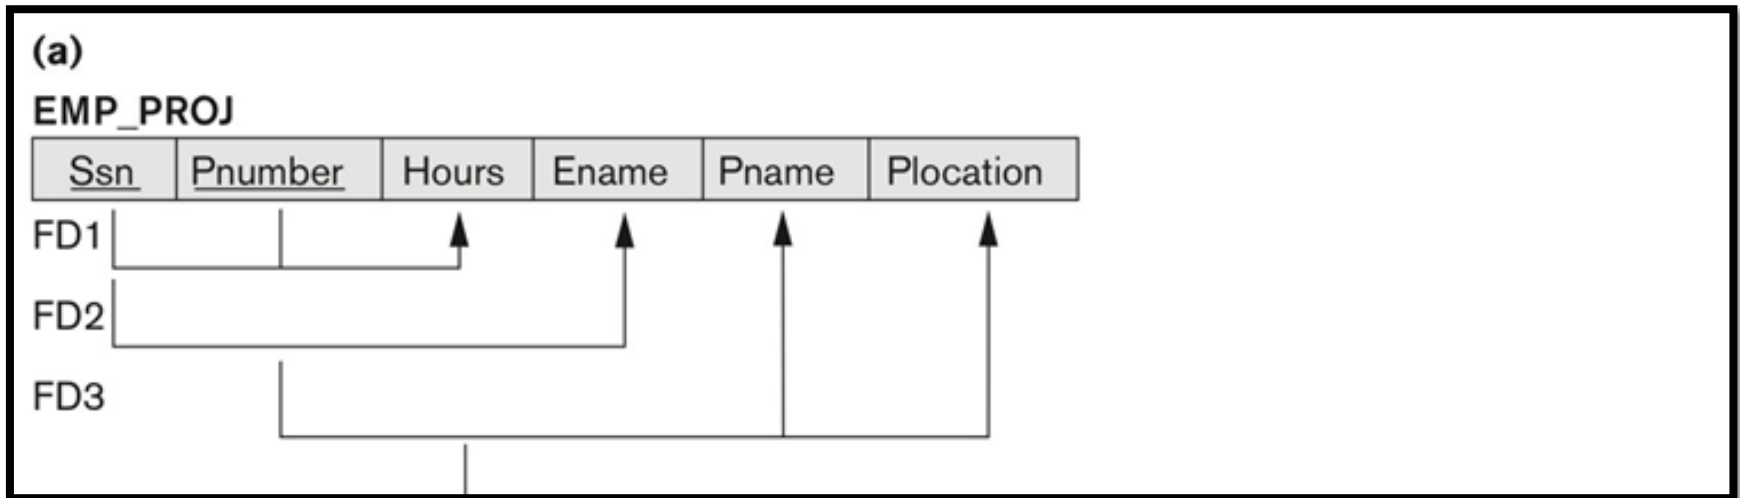 (a)
EMP_PROJ
Ssn Pnumber Hours Ename Pname Plocation
FD1
FD2
FD3